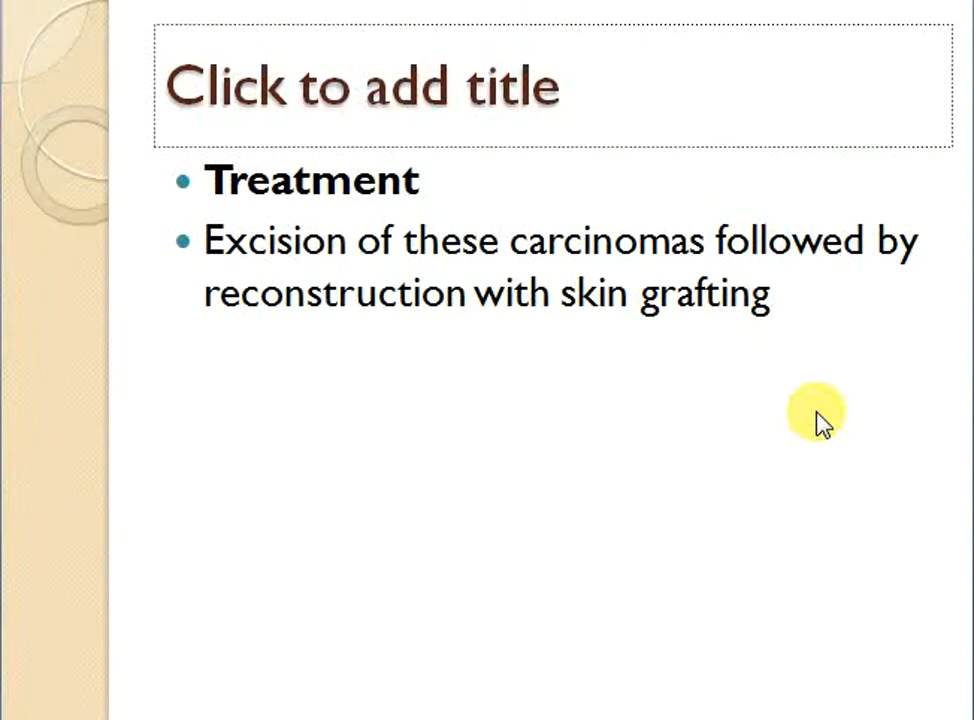 Click to add title
Treatment
Excision of these carcinomas followed by
reconstruction with skin grafting